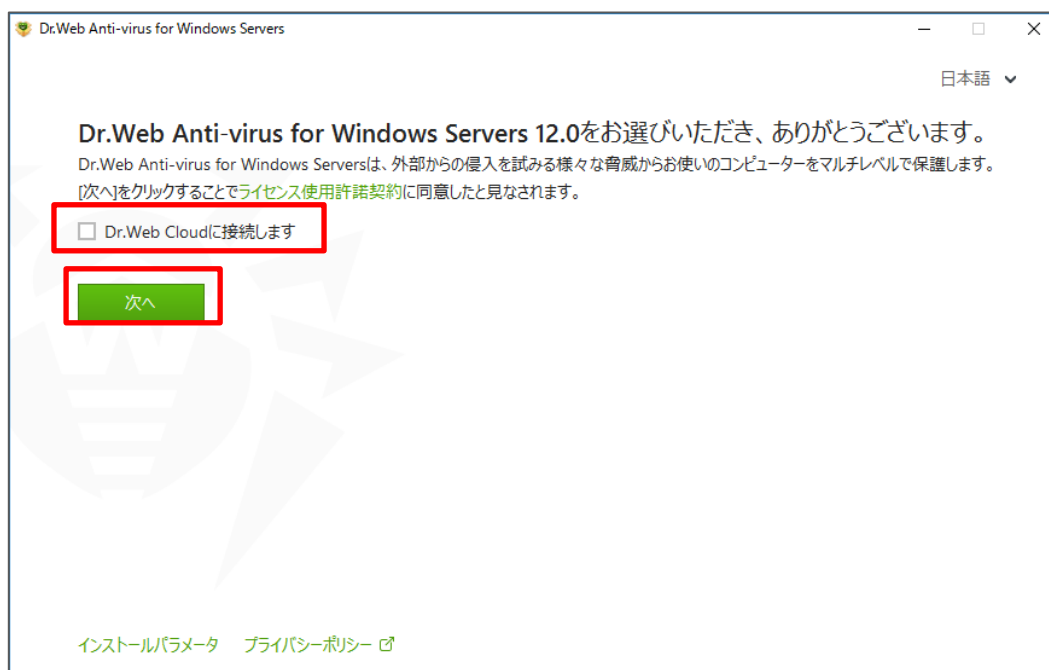 Dr.Web Anti-virus for Windows Servers
日本語
Dr.Web Anti-virus for Windows Servers 12.0をお選びいただき、ありがとうございます。
Dr.Web Anti-virus for Windows Serversは、外部からの侵入を試みる様々な脅威からお使いのコンピューターをマルチレベルで保護します。
[次へ]をクリックすることでライセンス使用許諾契約に同意したと見なされます。
Dr.Web Cloudに接続します
次へ
インストールパラメータ プライバシーポリシー